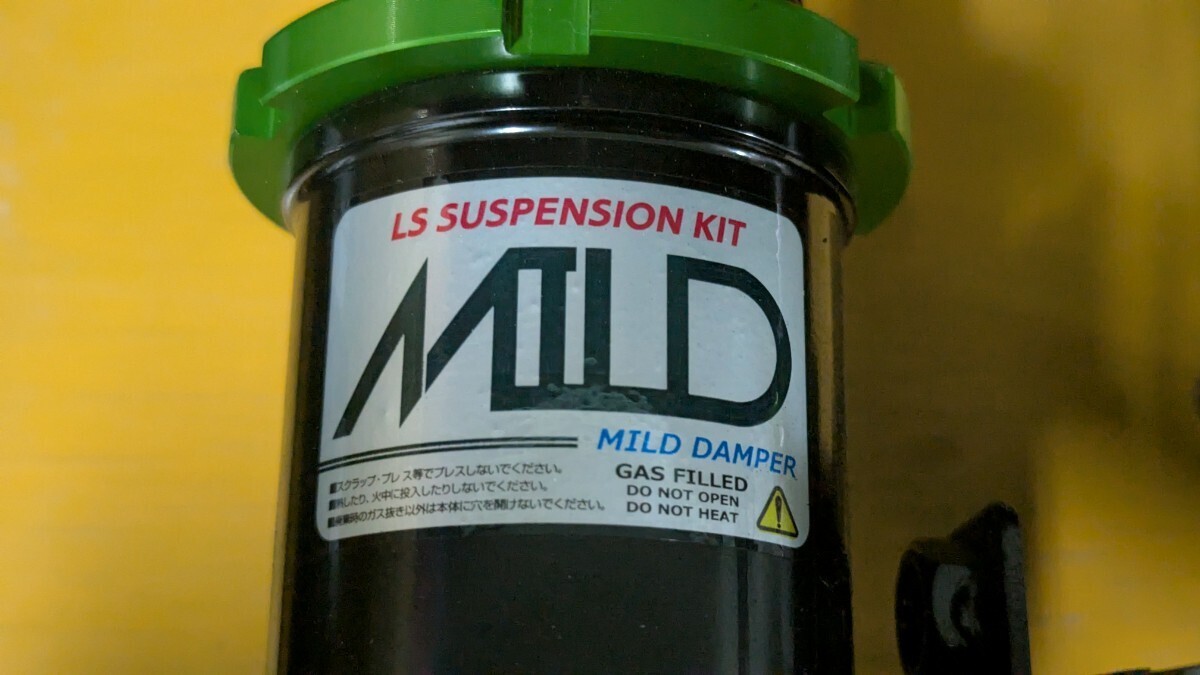 LS SUSPENSION KIT
MILD
MILD DAMPER
■スクラップ・プレス等でプレスしないでください。
■熱したり、火中に投入したりしないでください。
■廃棄時のガス抜き以外は本体に穴を開けないでください。
GAS FILLED
DO NOT OPEN
DO NOT HEAT